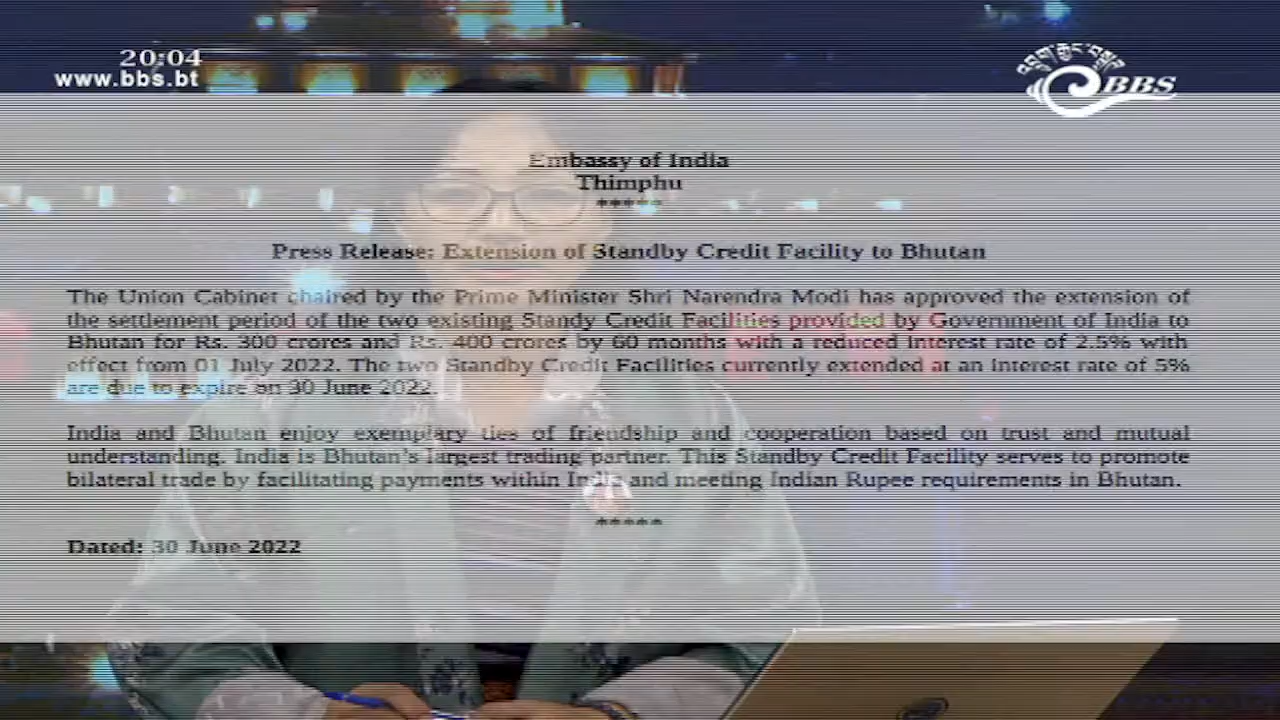 20:04
www.bbs.bt
BBS
Embassy of India
Thimphu
*****
Press Release: Extension of Standby Credit Facility to Bhutan
The Union Cabinet chaired by the Prime Minister Shri Narendra Modi has approved the extension of
the settlement period of the two existing Standy Credit Facilities provided by Government of India to
Bhutan for Rs. 300 crores and Rs. 400 crores by 60 months with a reduced interest rate of 2.5% with
effect from 01 July 2022. The two Standby Credit Facilities currently extended at an interest rate of 5%
are due to expire on 30 June 2022.
India and Bhutan enjoy exemplary ties of friendship and cooperation based on trust and mutual
understanding. India is Bhutan's largest trading partner. This Standby Credit Facility serves to promote
bilateral trade by facilitating payments within India and meeting Indian Rupee requirements in Bhutan.
*****
Dated: 30 June 2022